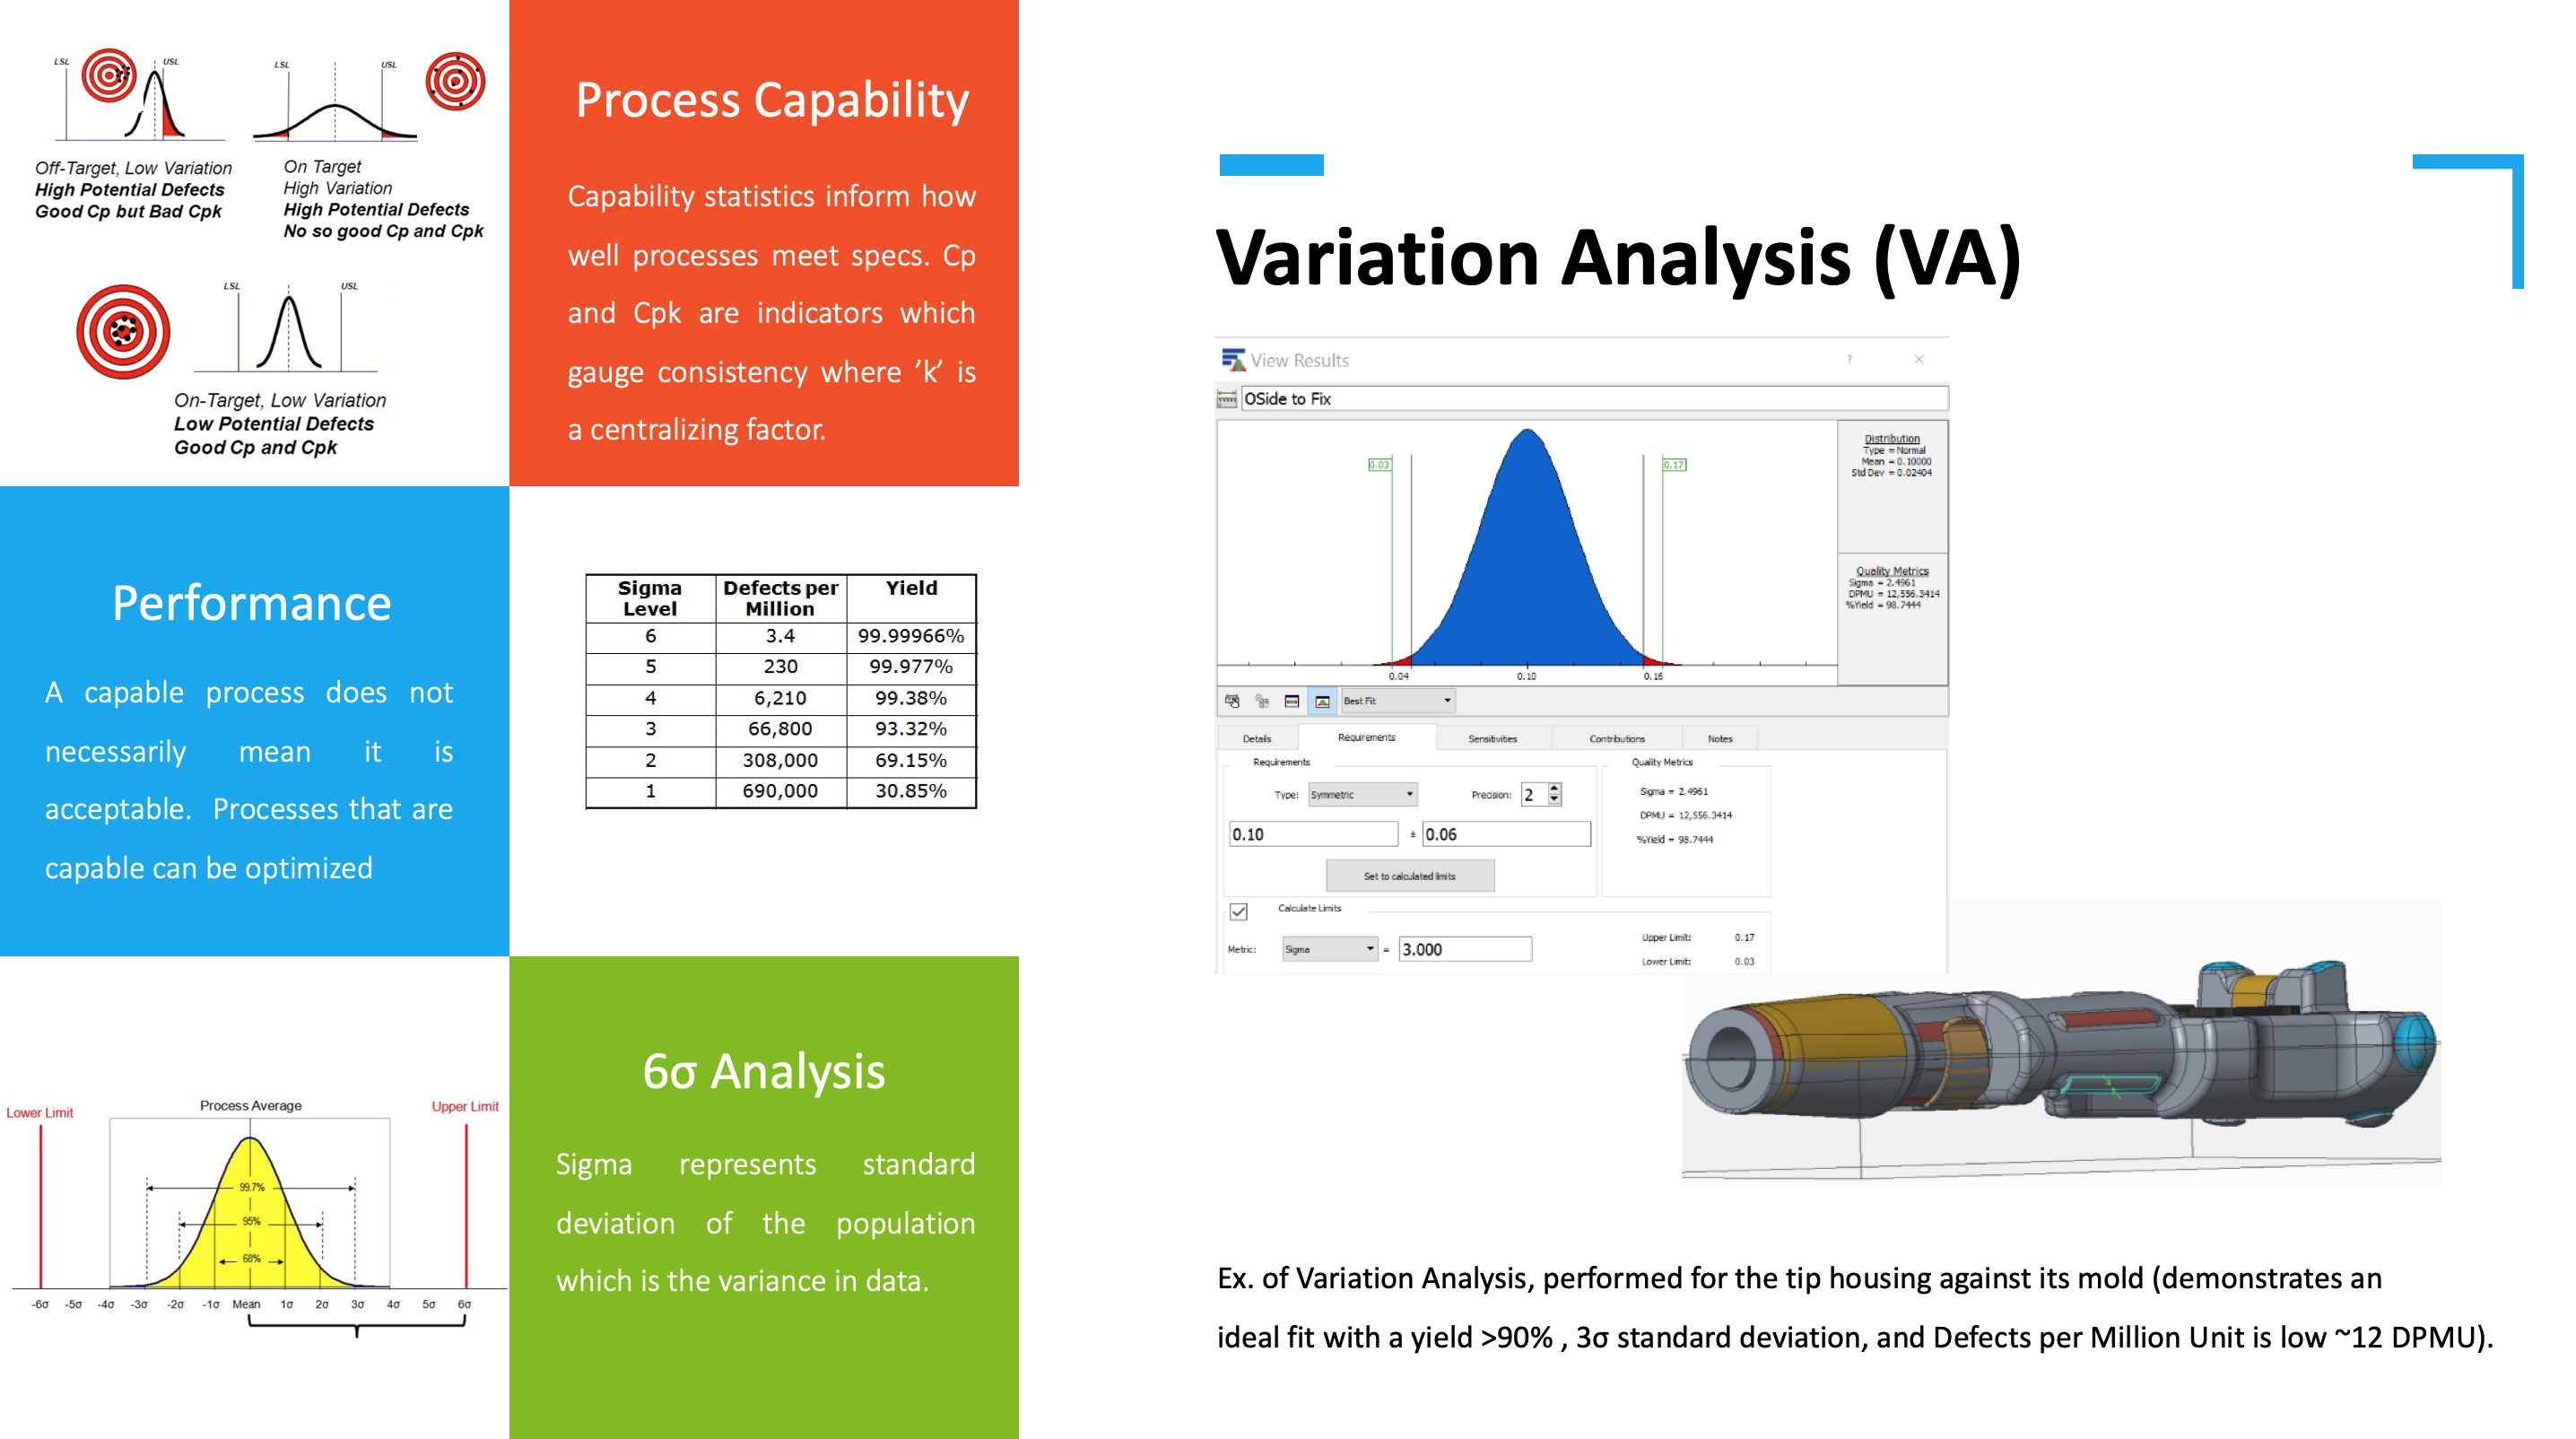 LSL
USL
Off-Target, Low Variation
High Potential Defects
Good Cp but Bad Cpk
LSL
USL
On Target
High Variation
High Potential Defects
No so good Cp and Cpk
LSL
USL
On-Target, Low Variation
Low Potential Defects
Good Cp and Cpk
Process Capability
Capability statistics inform how
well processes meet specs. Cp
and Cpk are indicators which
gauge consistency where ’k’ is
a centralizing factor.
Performance
A capable process does not
necessarily mean it is
acceptable. Processes that are
capable can be optimized
Sigma Level Defects per Million Yield
6 3.4 99.99966%
5 230 99.977%
4 6,210 99.38%
3 66,800 93.32%
2 308,000 69.15%
1 690,000 30.85%
Lower Limit
Process Average
Upper Limit
99.7%
95%
68%
-6σ -5σ -4σ -3σ -2σ -1σ Mean 1σ 2σ 3σ 4σ 5σ 6σ
6σ Analysis
Sigma represents standard
deviation of the population
which is the variance in data.
Variation Analysis (VA)
View Results
? ×
OSide to Fix
0.03
0.17
0.04 0.10 0.16
Distribution
Type = Normal
Mean = 0.10000
Std Dev = 0.02404
Quality Metrics
Sigma = 2.4961
DPMU = 12,556.3414
%Yield = 98.7444
Best Fit
Details Requirements Sensitivities Contributions Notes
Requirements
Type: Symmetric Precision: 2
0.10 ± 0.06
Set to calculated limits
Quality Metrics
Sigma = 2.4961
DPMU = 12,556.3414
%Yield = 98.7444
Calculate Limits
Metric: Sigma = 3.000
Upper Limit: 0.17
Lower Limit: 0.03
Ex. of Variation Analysis, performed for the tip housing against its mold (demonstrates an
ideal fit with a yield >90% , 3σ standard deviation, and Defects per Million Unit is low ~12 DPMU).